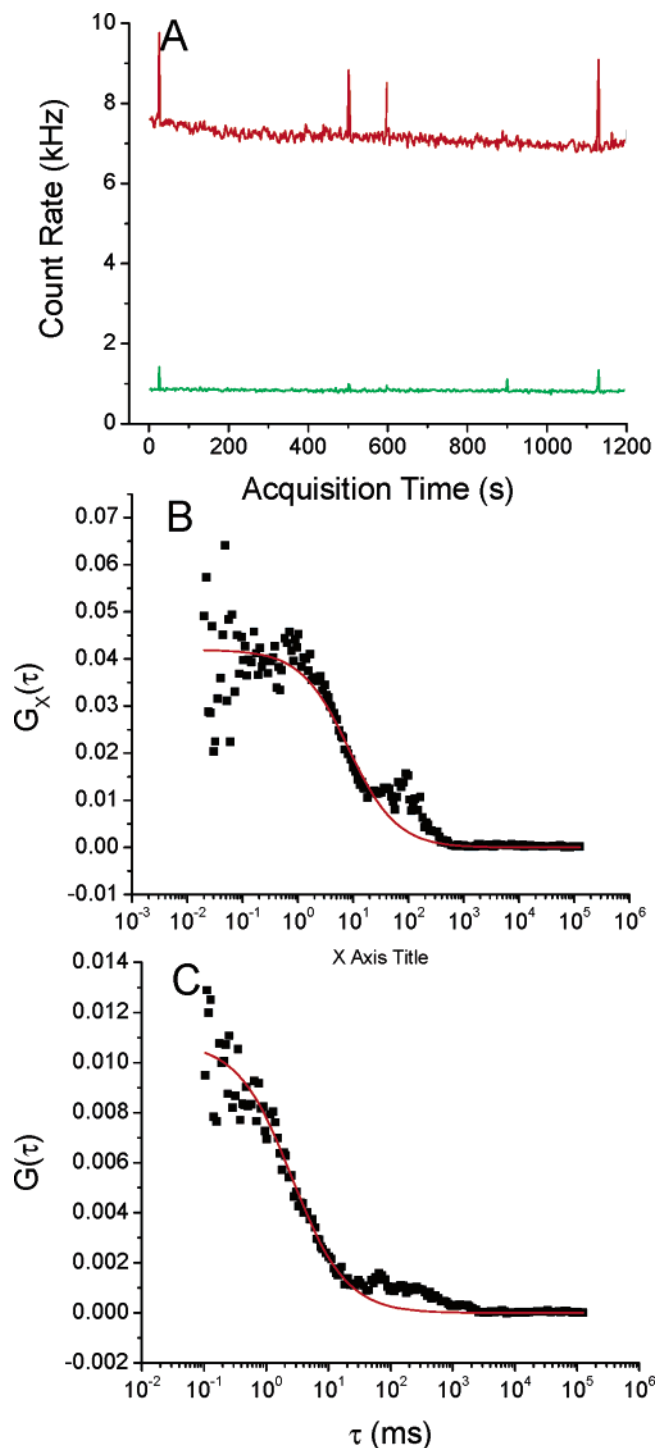 A
Count Rate (kHz)
10
8
6
4
2
0
0 200 400 600 800 1000 1200
Acquisition Time (s)
B
G_X(τ)
0.07
0.06
0.05
0.04
0.03
0.02
0.01
0.00
-0.01
10^-3 10^-2 10^-1 10^0 10^1 10^2 10^3 10^4 10^5 10^6
X Axis Title
C
G(τ)
0.014
0.012
0.010
0.008
0.006
0.004
0.002
0.000
-0.002
10^-2 10^-1 10^0 10^1 10^2 10^3 10^4 10^5 10^6
τ (ms)